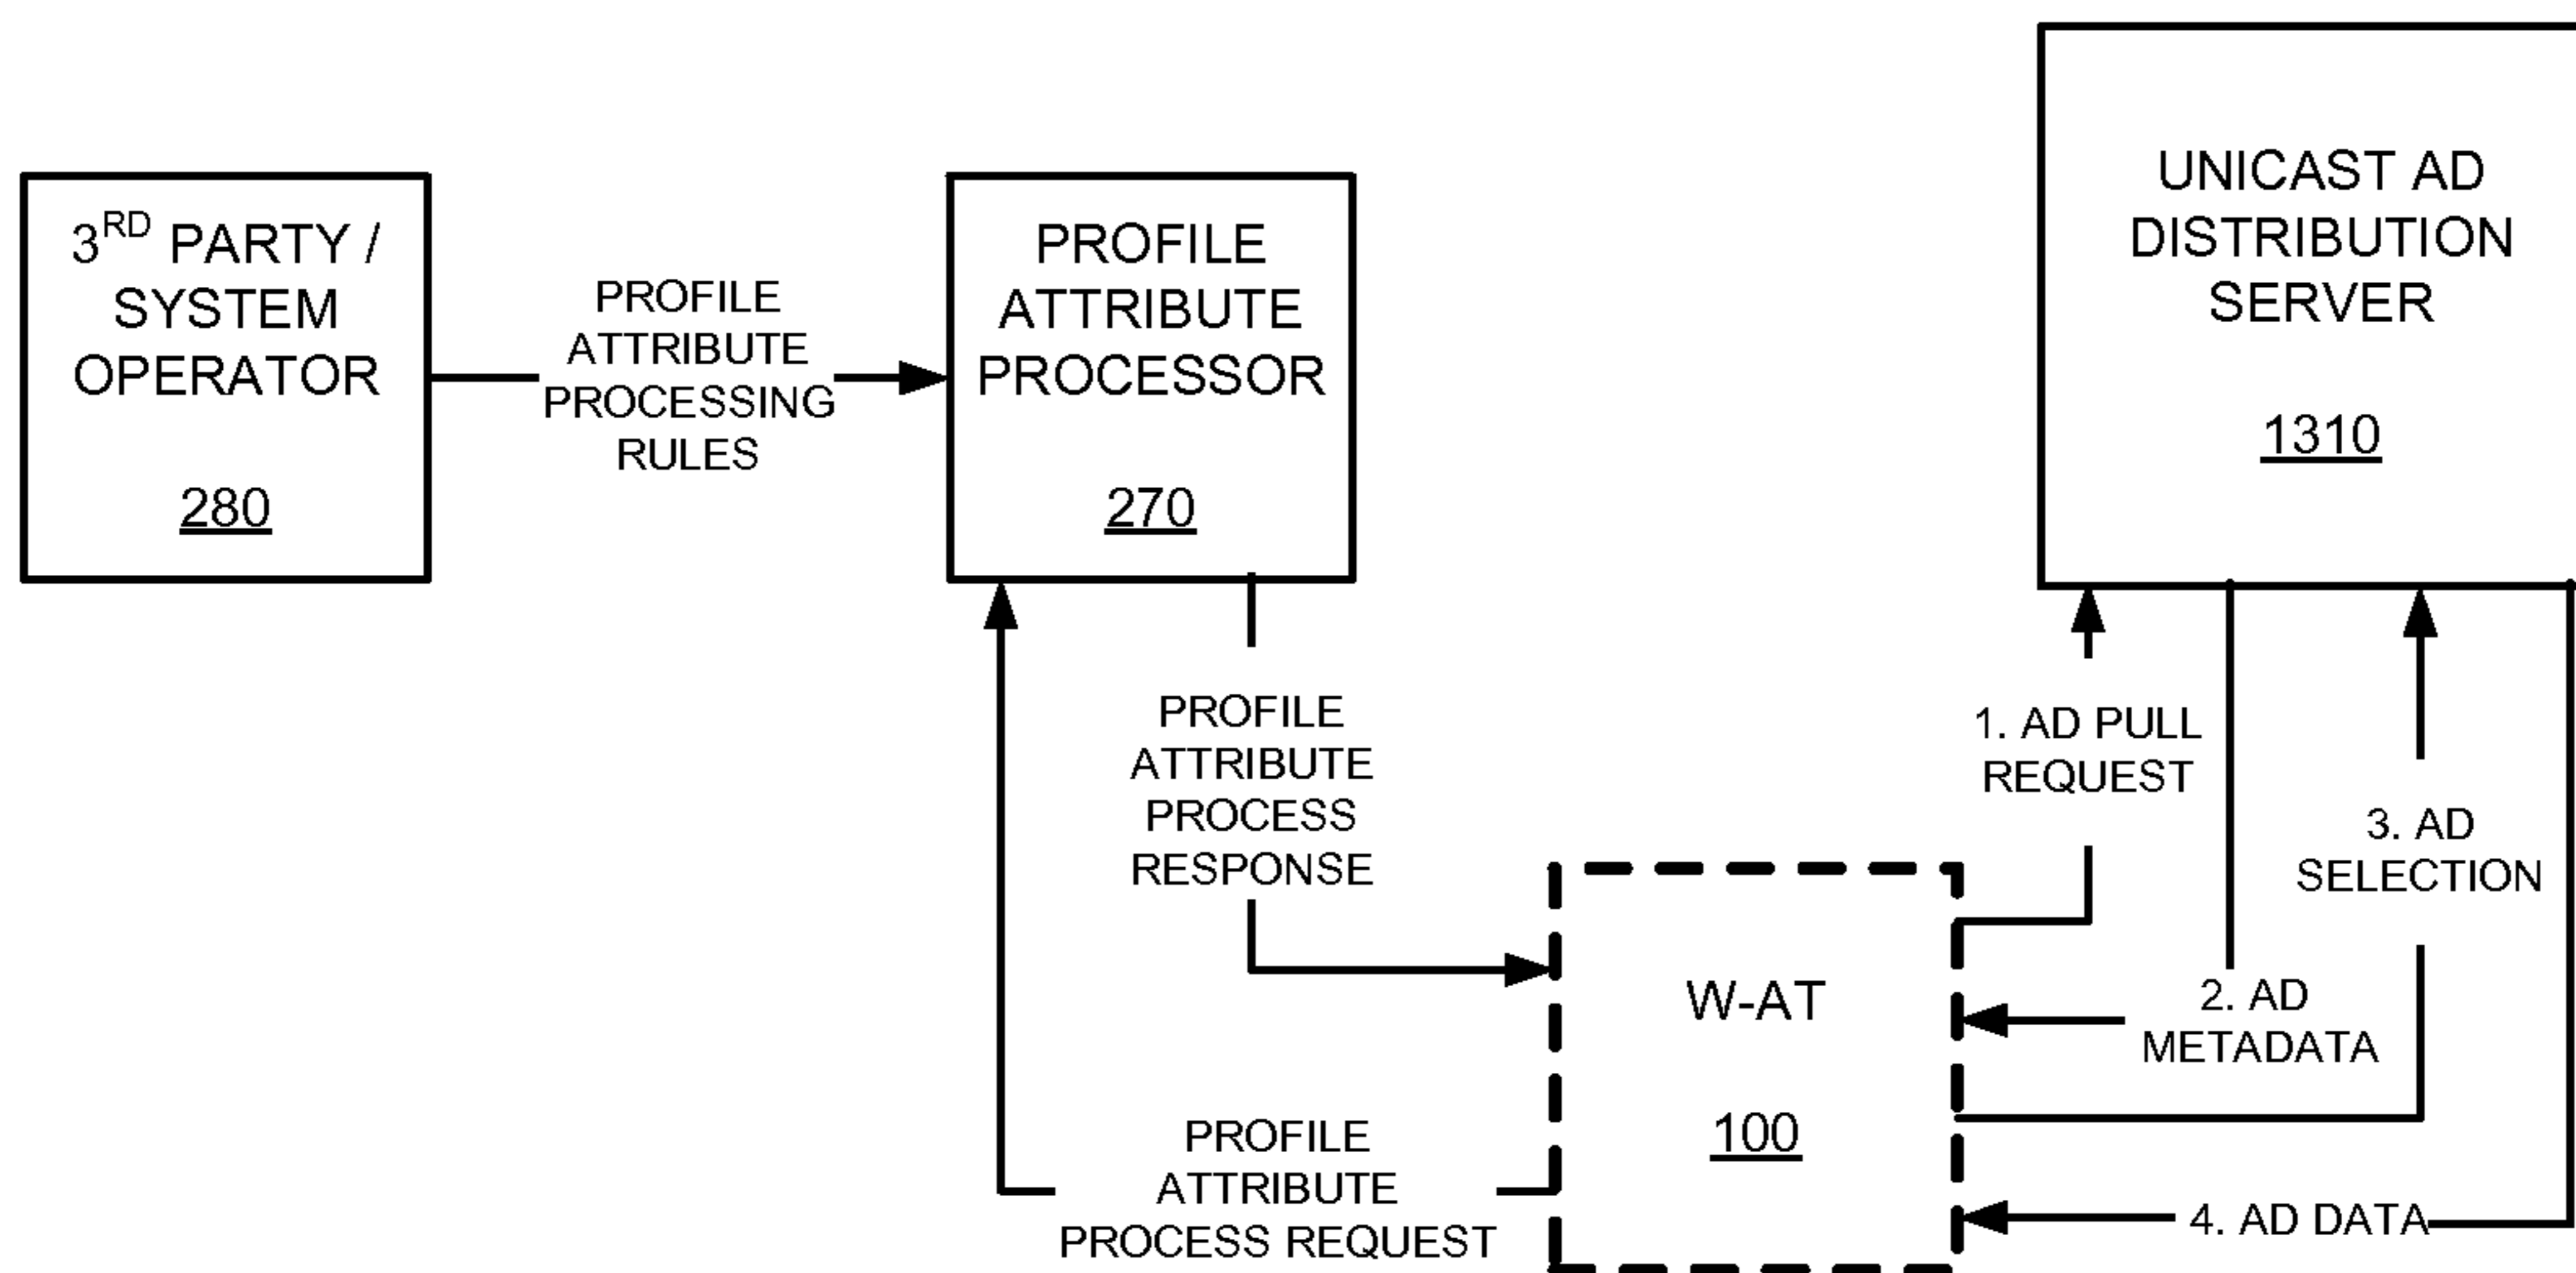 3RD PARTY /
SYSTEM
OPERATOR
280
PROFILE
ATTRIBUTE
PROCESSING
RULES
PROFILE
ATTRIBUTE
PROCESSOR
270
UNICAST AD
DISTRIBUTION
SERVER
1310
PROFILE
ATTRIBUTE
PROCESS
RESPONSE
1. AD PULL
REQUEST
3. AD
SELECTION
W-AT
100
2. AD
METADATA
PROFILE
ATTRIBUTE
PROCESS REQUEST
4. AD DATA